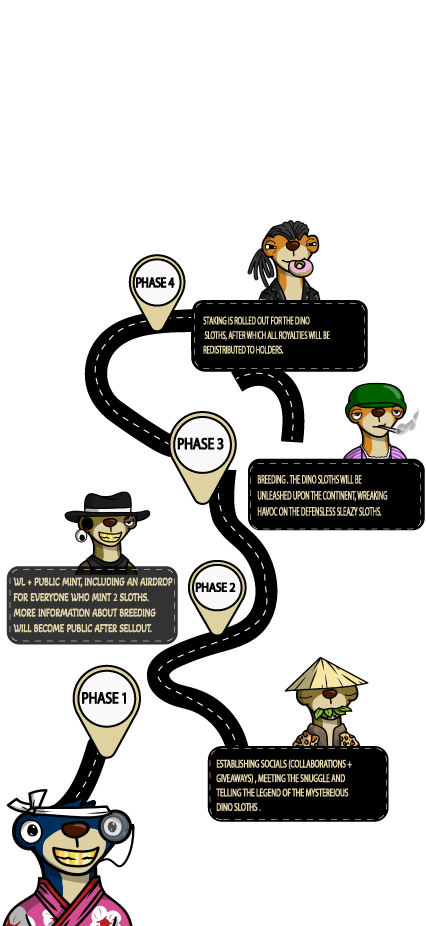 PHASE 4
STAKING IS ROLLED OUT FOR THE DINO
SLOTHS, AFTER WHICH ALL ROYALTIES WILL BE
REDISTRIBUTED TO HOLDERS.
PHASE 3
BREEDING . THE DINO SLOTHS WILL BE
UNLEASHED UPON THE CONTINENT, WREAKING
HAVOC ON THE DEFENSLESS SLEAZY SLOTHS.
WL + PUBLIC MINT, INCLUDING AN AIRDROP
FOR EVERYONE WHO MINT 2 SLOTHS.
MORE INFORMATION ABOUT BREEDING
WILL BECOME PUBLIC AFTER SELLOUT.
PHASE 2
PHASE 1
ESTABLISHING SOCIALS (COLLABORATIONS +
GIVEAWAYS) , MEETING THE SNUGGLE AND
TELLING THE LEGEND OF THE MYSTEREIOUS
DINO SLOTHS .